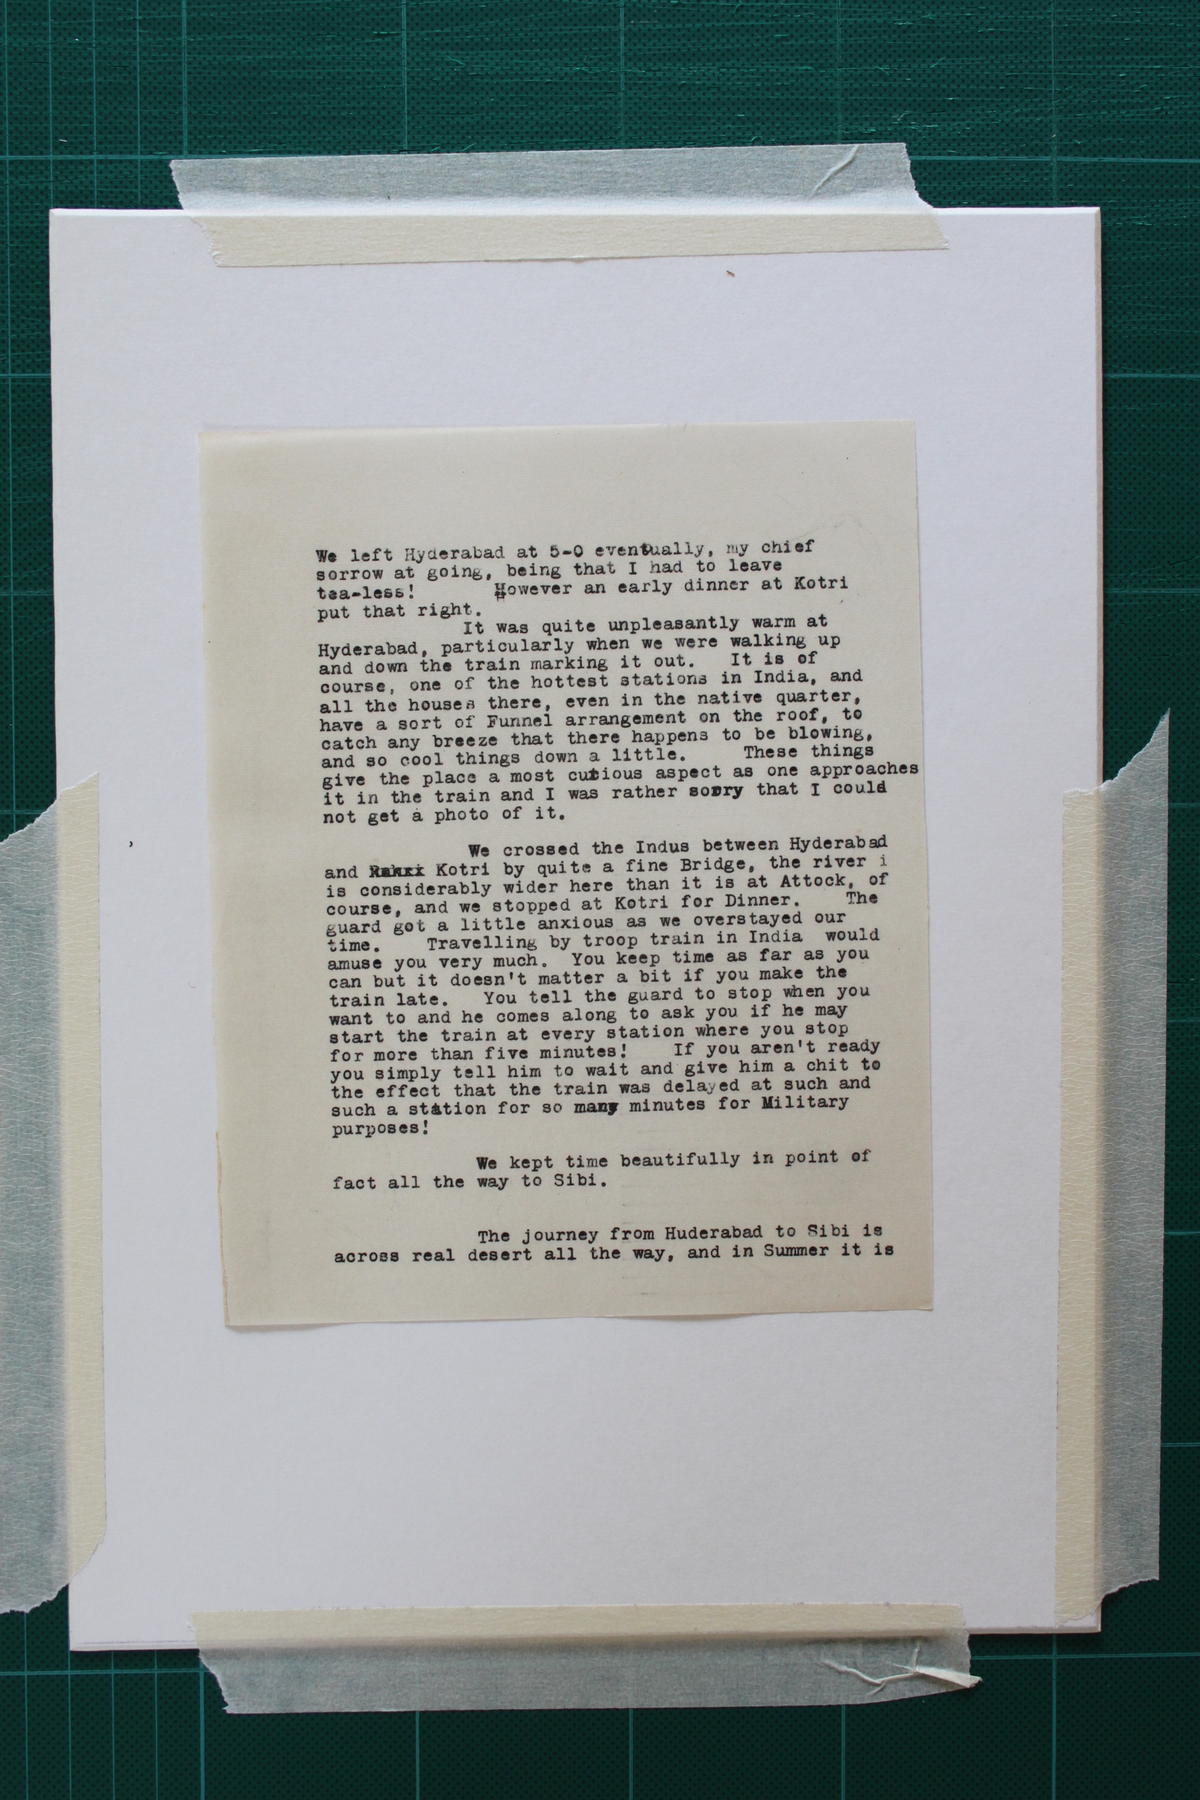 We left Hyderabad at 5-0 eventually, my chief
sorrow at going, being that I had to leave
tea-less! However an early dinner at Kotri
put that right.
It was quite unpleasantly warm at
Hyderabad, particularly when we were walking up
and down the train marking it out. It is of
course, one of the hottest stations in India, and
all the houses there, even in the native quarter,
have a sort of Funnel arrangement on the roof, to
catch any breeze that there happens to be blowing,
and so cool things down a little. These things
give the place a most curious aspect as one approaches
it in the train and I was rather sorry that I could
not get a photo of it.
We crossed the Indus between Hyderabad
and Kotri by quite a fine Bridge, the river i
is considerably wider here than it is at Attock, of
course, and we stopped at Kotri for Dinner. The
guard got a little anxious as we overstayed our
time. Travelling by troop train in India would
amuse you very much. You keep time as far as you
can but it doesn't matter a bit if you make the
train late. You tell the guard to stop when you
want to and he comes along to ask you if he may
start the train at every station where you stop
for more than five minutes! If you aren't ready
you simply tell him to wait and give him a chit to
the effect that the train was delayed at such and
such a station for so many minutes for Military
purposes!
We kept time beautifully in point of
fact all the way to Sibi.
The journey from Huderabad to Sibi is
across real desert all the way, and in Summer it is